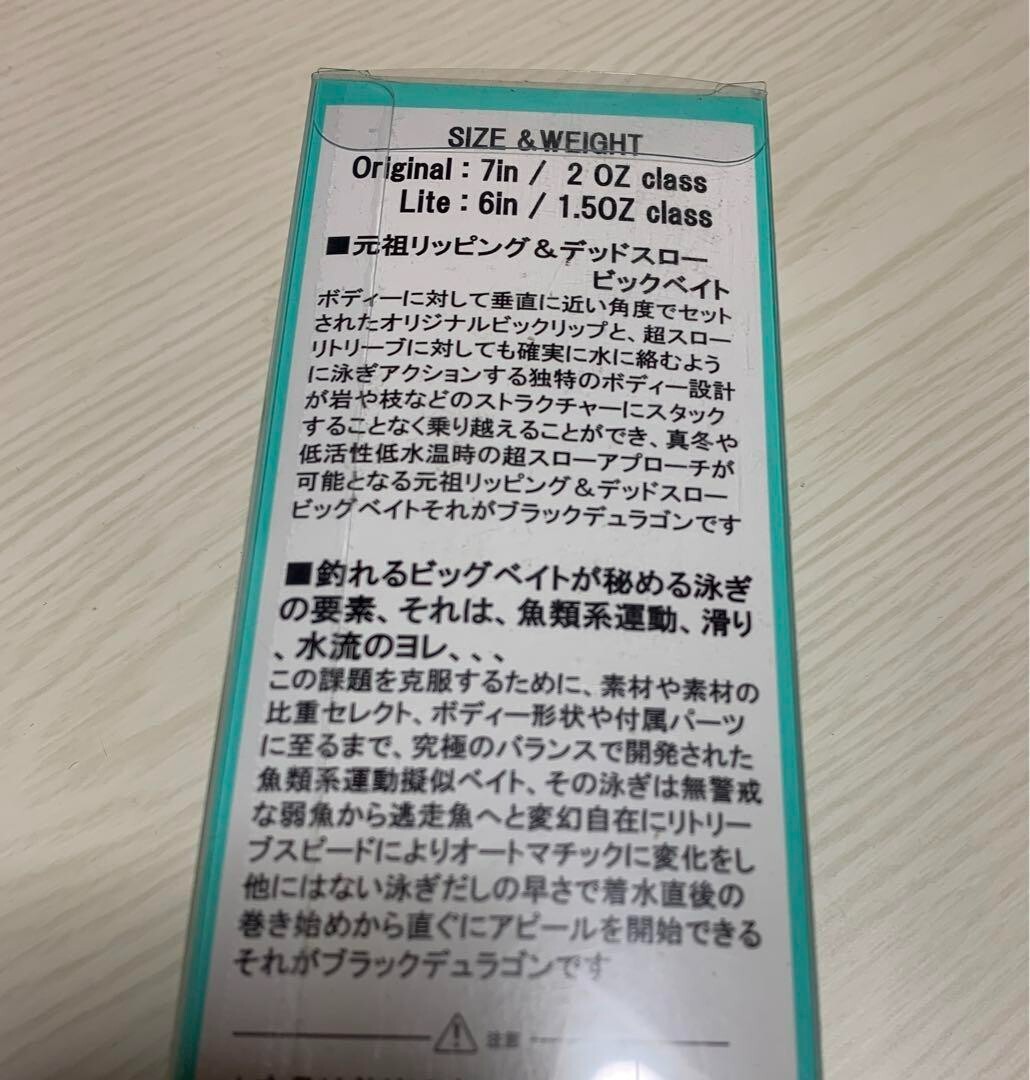 SIZE &WEIGHT
Original : 7in / 2 OZ class
Lite : 6in / 1.5OZ class
■元祖リッピング＆デッドスロー
ビックベイト
ボディーに対して垂直に近い角度でセット
されたオリジナルビックリップと、超スロー
リトリーブに対しても確実に水に絡むよう
に泳ぎアクションする独特のボディー設計
が岩や枝などのストラクチャーにスタック
することなく乗り越えることができ、真冬や
低活性低水温時の超スローアプローチが
可能となる元祖リッピング＆デッドスロー
ビッグベイトそれがブラックデュラゴンです
■釣れるビッグベイトが秘める泳ぎ
の要素、それは、魚類系運動、滑り
、水流のヨレ、、、
この課題を克服するために、素材や素材の
比重セレクト、ボディー形状や付属パーツ
に至るまで、究極のバランスで開発された
魚類系運動擬似ベイト、その泳ぎは無警戒
な弱魚から逃走魚へと変幻自在にリトリー
ブスピードによりオートマチックに変化をし
他にはない泳ぎだしの早さで着水直後の
巻き始めから直ぐにアピールを開始できる
それがブラックデュラゴンです
注意